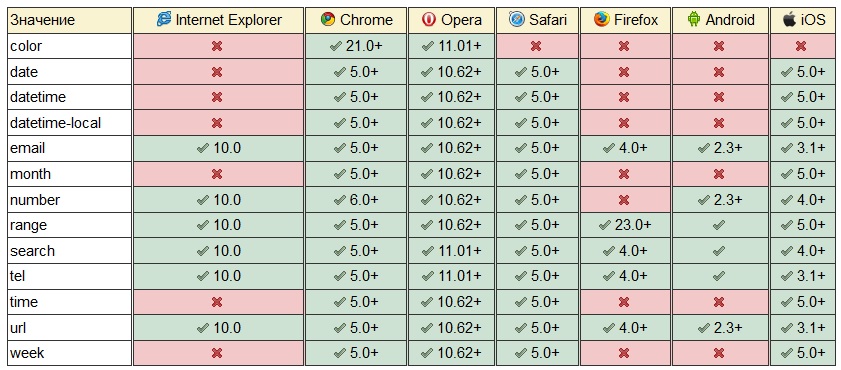 Значение Internet Explorer Chrome Opera Safari Firefox Android iOS
color ✖ ✔ 21.0+ ✔ 11.01+ ✖ ✖ ✖ ✖
date ✖ ✔ 5.0+ ✔ 10.62+ ✔ 5.0+ ✖ ✖ ✔ 5.0+
datetime ✖ ✔ 5.0+ ✔ 10.62+ ✔ 5.0+ ✖ ✖ ✔ 5.0+
datetime-local ✖ ✔ 5.0+ ✔ 10.62+ ✔ 5.0+ ✖ ✖ ✔ 5.0+
email ✔ 10.0 ✔ 5.0+ ✔ 10.62+ ✔ 5.0+ ✔ 4.0+ ✔ 2.3+ ✔ 3.1+
month ✖ ✔ 5.0+ ✔ 10.62+ ✔ 5.0+ ✖ ✖ ✔ 5.0+
number ✔ 10.0 ✔ 6.0+ ✔ 10.62+ ✔ 5.0+ ✖ ✔ 2.3+ ✔ 4.0+
range ✔ 10.0 ✔ 5.0+ ✔ 10.62+ ✔ 5.0+ ✔ 23.0+ ✔ ✔ 5.0+
search ✔ 10.0 ✔ 5.0+ ✔ 11.01+ ✔ 5.0+ ✔ 4.0+ ✔ ✔ 4.0+
tel ✔ 10.0 ✔ 5.0+ ✔ 11.01+ ✔ 5.0+ ✔ 4.0+ ✔ ✔ 3.1+
time ✖ ✔ 5.0+ ✔ 10.62+ ✔ 5.0+ ✖ ✖ ✔ 5.0+
url ✔ 10.0 ✔ 5.0+ ✔ 10.62+ ✔ 5.0+ ✔ 4.0+ ✔ 2.3+ ✔ 3.1+
week ✖ ✔ 5.0+ ✔ 10.62+ ✔ 5.0+ ✖ ✖ ✔ 5.0+